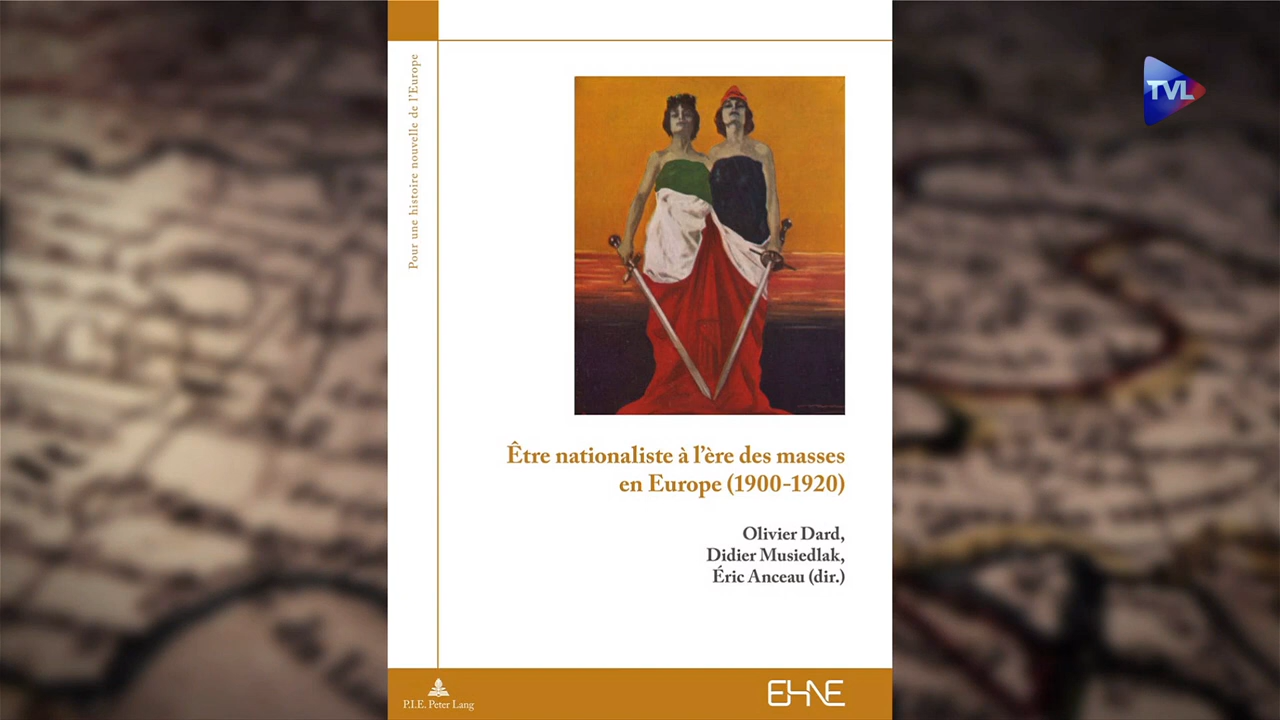 Pour une histoire nouvelle de l'Europe
TVL
Être nationaliste à l'ère des masses
en Europe (1900-1920)
Olivier Dard,
Didier Musiedlak,
Éric Anceau (dir.)
P.I.E. Peter Lang
EHNE